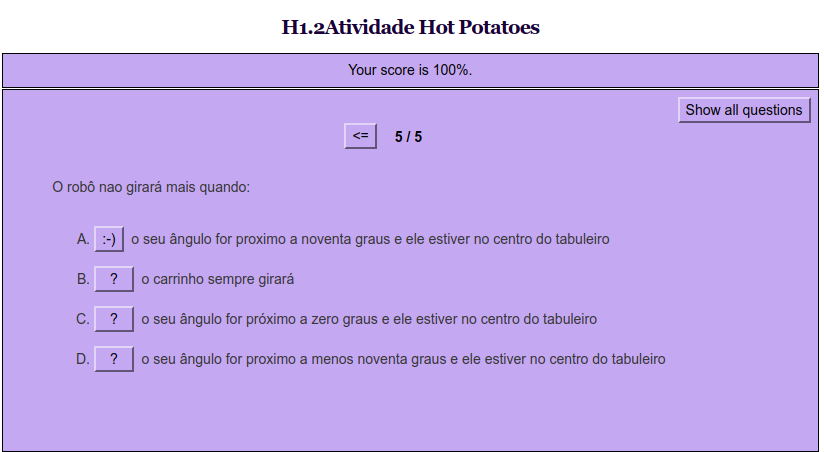 H1.2Atividade Hot Potatoes
Your score is 100%.
Show all questions
<= 5 / 5
O robô nao girará mais quando:
A. :-) o seu ângulo for proximo a noventa graus e ele estiver no centro do tabuleiro
B. ? o carrinho sempre girará
C. ? o seu ângulo for próximo a zero graus e ele estiver no centro do tabuleiro
D. ? o seu ângulo for proximo a menos noventa graus e ele estiver no centro do tabuleiro